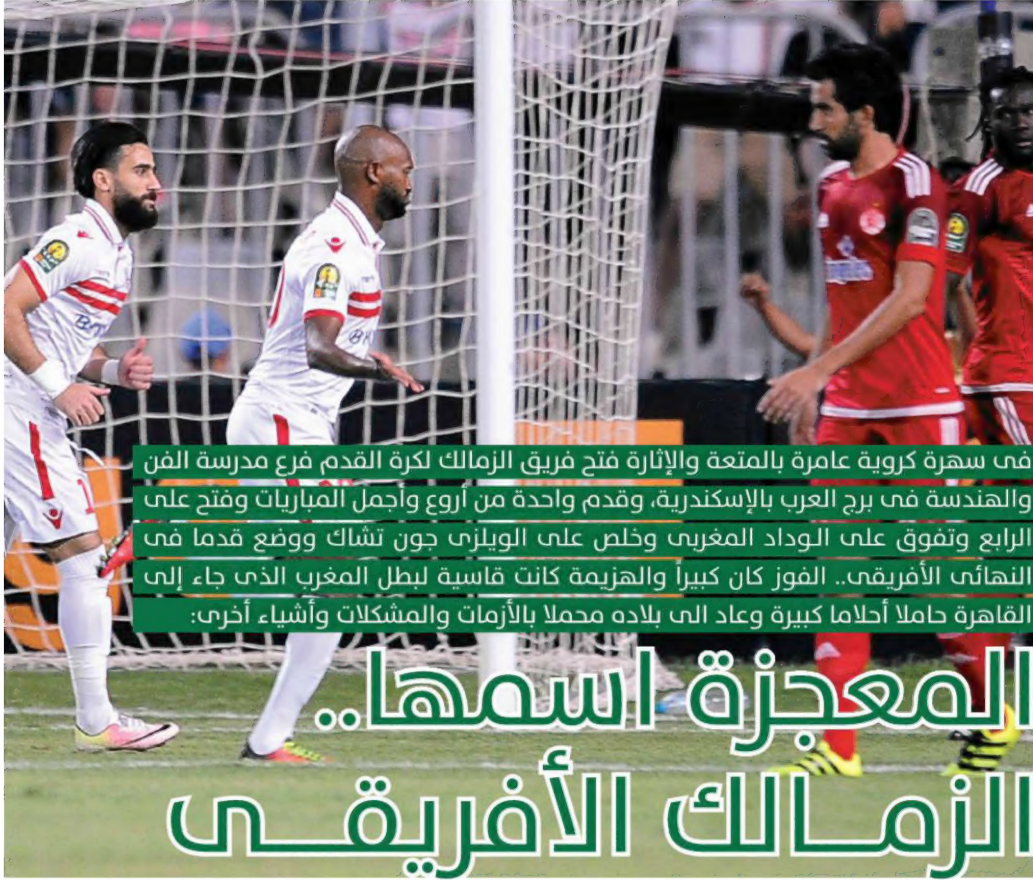 فى سهرة كروية عامرة بالمتعة والإثارة فتح فريق الزمالك لكرة القدم فرع مدرسة الفن
والهندسة فى برج العرب بالإسكندرية، وقدم واحدة من أروع وأجمل المباريات وفتح على
الرابع وتفوق على الوداد المغربى وخلص على الويلزى جون تشاك ووضع قدما فى
النهائى الأفريقى.. الفوز كان كبيراً والهزيمة كانت قاسية لبطل المغرب الذى جاء إلى
القاهرة حاملا أحلاما كبيرة وعاد الى بلاده محملا بالأزمات والمشكلات وأشياء أخرى:
المعجزة اسمها..
الزمــالك الأفريقــى